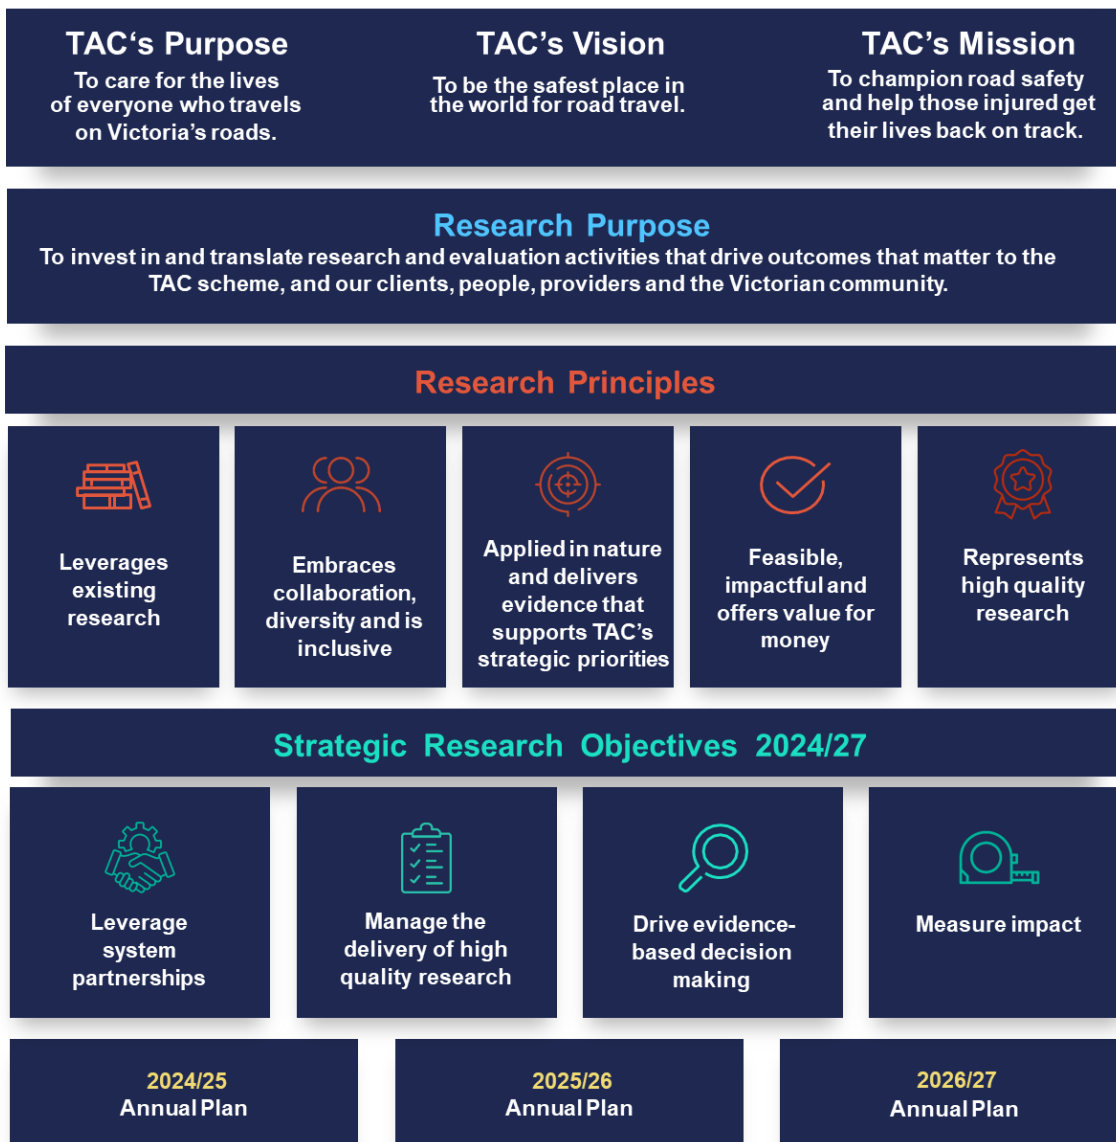 TAC‘s Purpose
To care for the lives
of everyone who travels
on Victoria’s roads.
TAC’s Vision
To be the safest place in
the world for road travel.
TAC’s Mission
To champion road safety
and help those injured get
their lives back on track.
Research Purpose
To invest in and translate research and evaluation activities that drive outcomes that matter to the
TAC scheme, and our clients, people, providers and the Victorian community.
Research Principles
Leverages
existing
research
Embraces
collaboration,
diversity and is
inclusive
Applied in nature
and delivers
evidence that
supports TAC’s
strategic priorities
Feasible,
impactful and
offers value for
money
Represents
high quality
research
Strategic Research Objectives 2024/27
Leverage
system
partnerships
Manage the
delivery of high
quality research
Drive evidence-
based decision
making
Measure impact
2024/25
Annual Plan
2025/26
Annual Plan
2026/27
Annual Plan